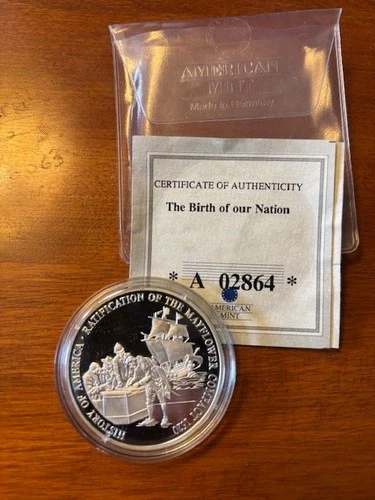 AMERICAN
MINT
Made in Germany
CERTIFICATE OF AUTHENTICITY
The Birth of our Nation
* A 02864 *
AMERICAN
MINT
HISTORY OF AMERICA · RATIFICATION OF THE MAYFLOWER COMPACT 1620